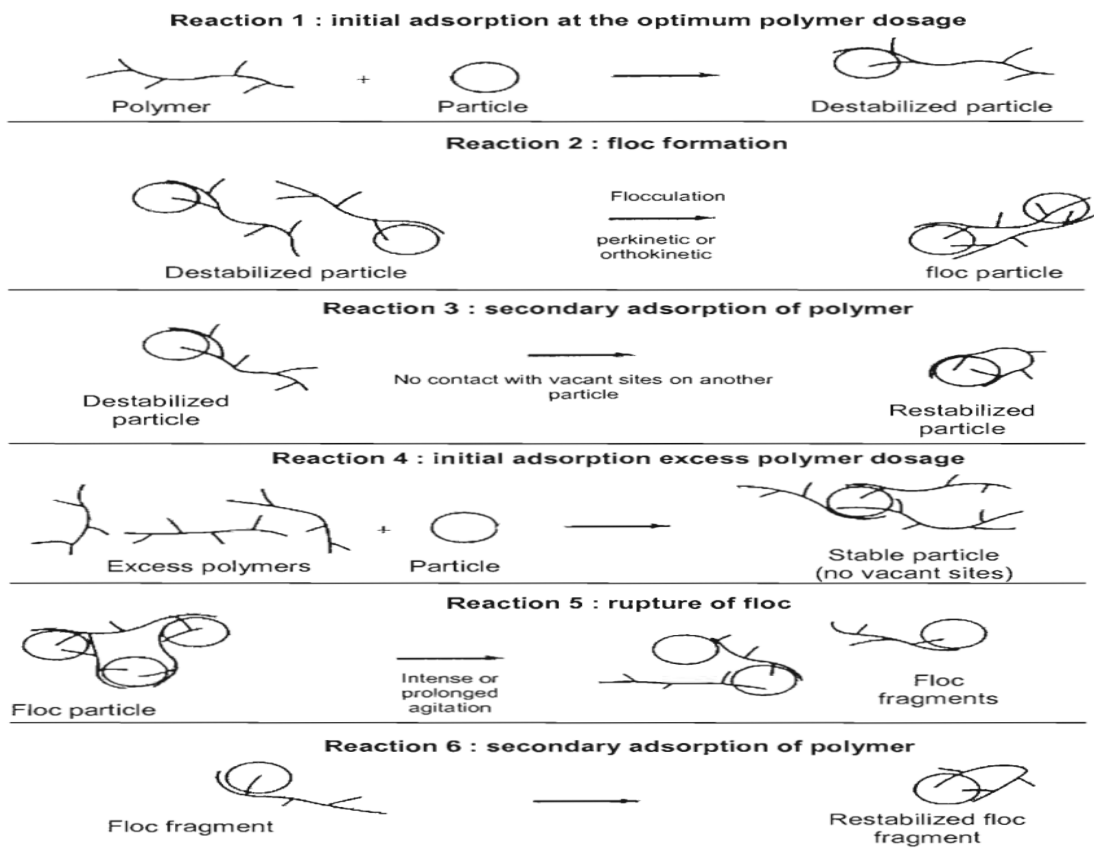 Reaction 1 : initial adsorption at the optimum polymer dosage
+
Polymer
Particle
Destabilized particle
Reaction 2 : floc formation
Flocculation
perkinetic or
orthokinetic
Destabilized particle
floc particle
Reaction 3 : secondary adsorption of polymer
No contact with vacant sites on another
particle
Destabilized
particle
Restabilized
particle
Reaction 4 : initial adsorption excess polymer dosage
+
Excess polymers
Particle
Stable particle
(no vacant sites)
Reaction 5 : rupture of floc
Intense or
prolonged
agitation
Floc particle
Floc
fragments
Reaction 6 : secondary adsorption of polymer
Floc fragment
Restabilized floc
fragment